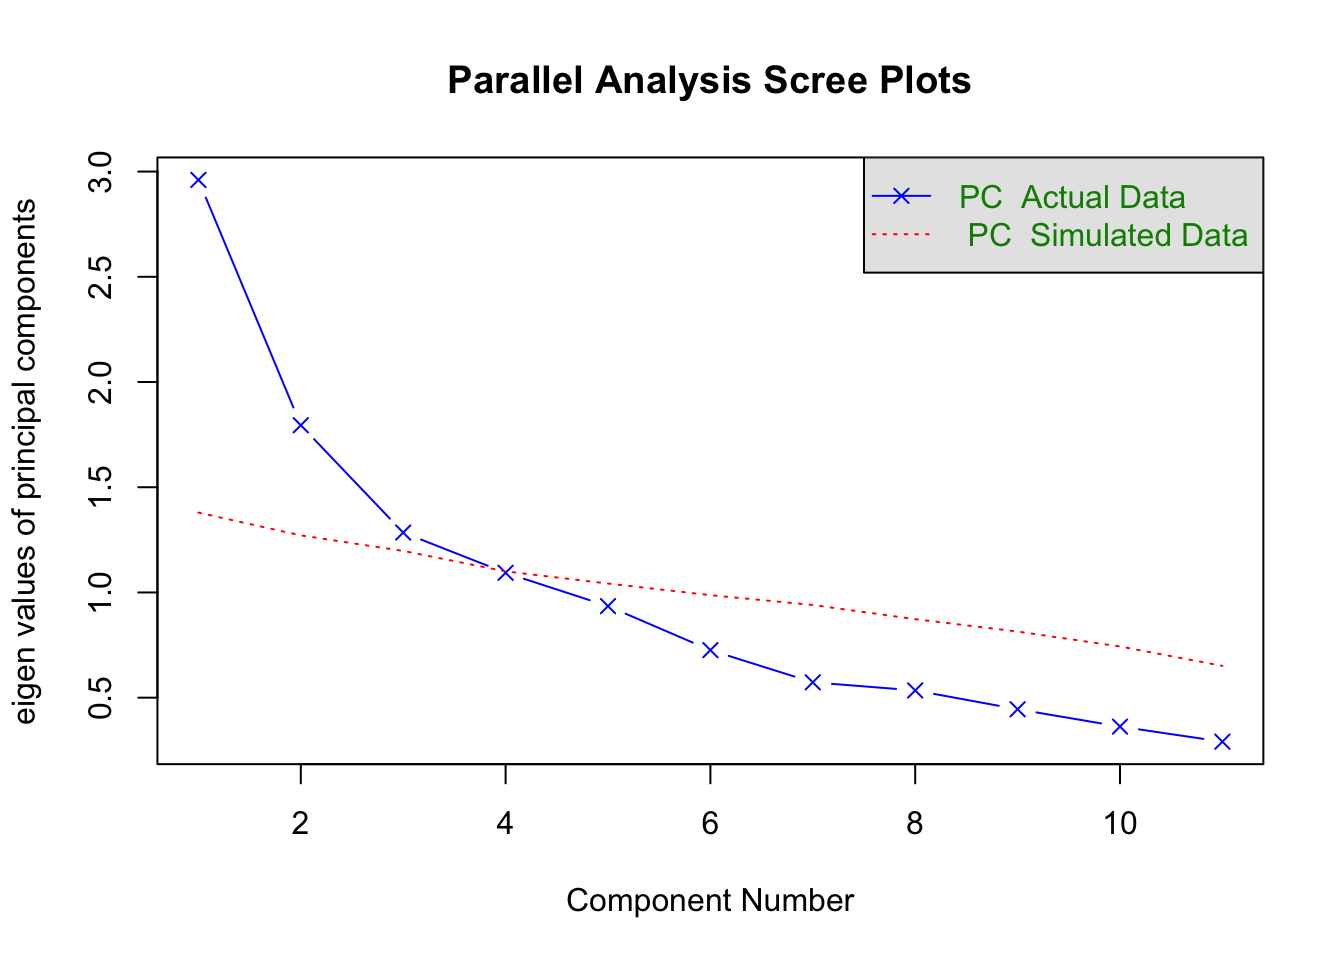 Parallel Analysis Scree Plots
PC  Actual Data
PC  Simulated Data
eigen values of principal components
3.0
2.5
2.0
1.5
1.0
0.5
2
4
6
8
10
Component Number